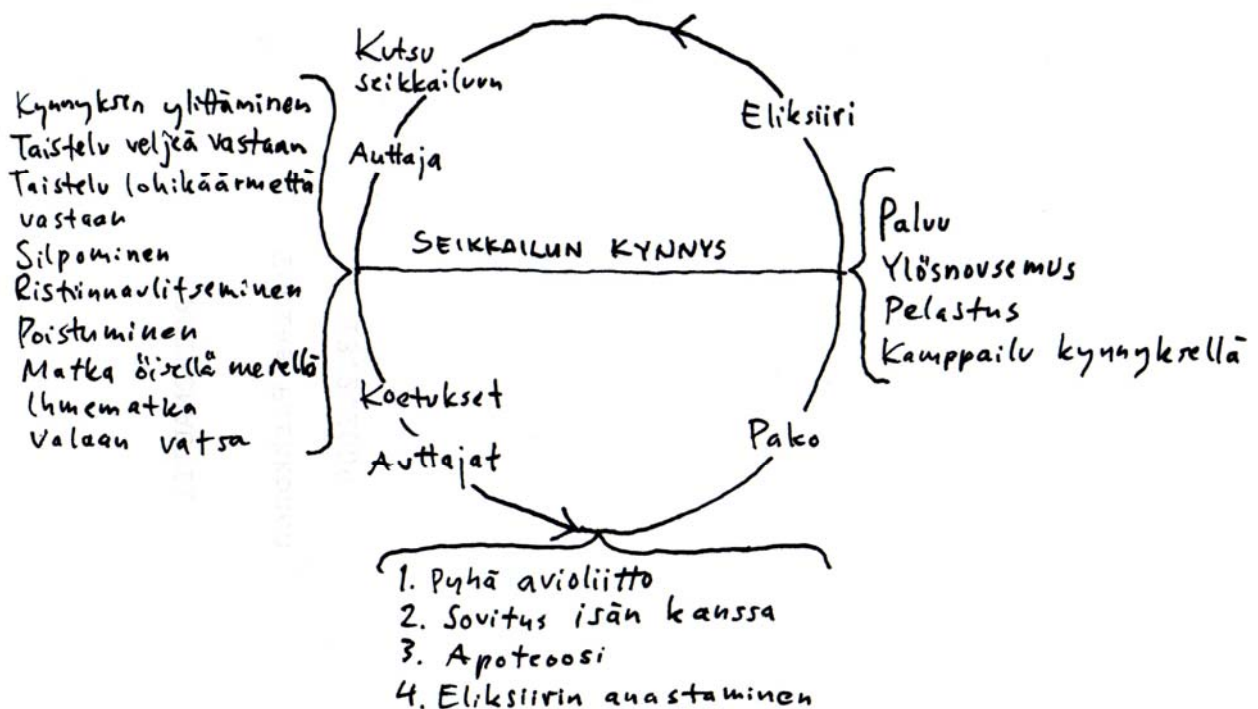 Kutsu
seikkailuun
Auttaja
Kynnyksen ylittäminen
Taistelu veljeä vastaan
Taistelu lohikäärmettä
vastaan
Silpominen
Ristiinnaulitseminen
Poistuminen
Matka öisellä merellä
Ihmematka
Valaan vatsa
SEIKKAILUN KYNNYS
Koetukset
Auttajat
1. Pyhä avioliitto
2. Sovitus isän kanssa
3. Apoteoosi
4. Eliksiirin anastaminen
Pako
Paluu
Ylösnousemus
Pelastus
Kamppailu kynnyksellä
Eliksiiri